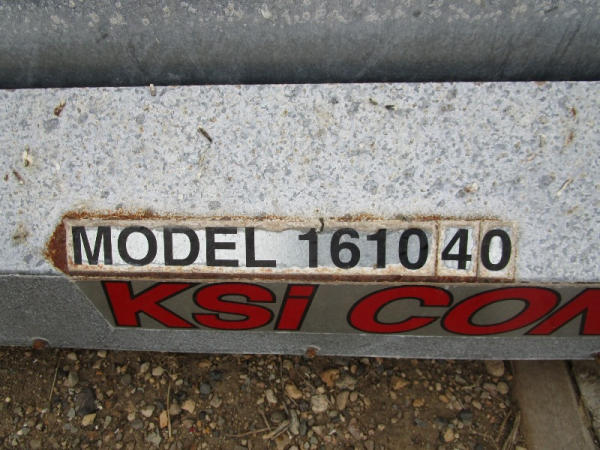 MODEL 161040
KSi CON